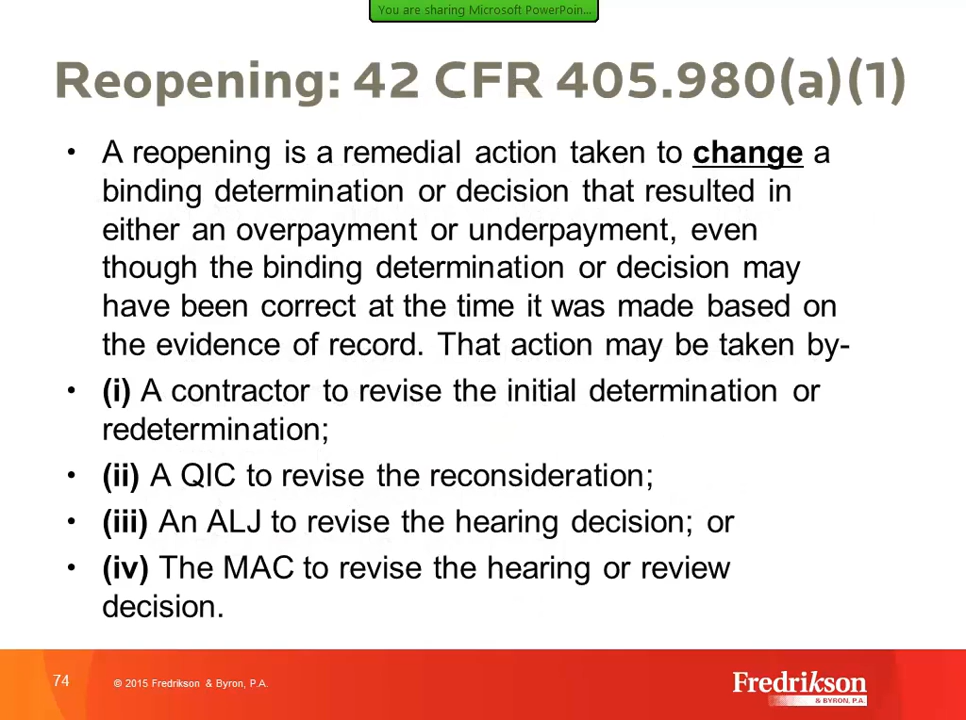 You are sharing Microsoft PowerPoin...
Reopening: 42 CFR 405.980(a)(1)
• A reopening is a remedial action taken to change a
binding determination or decision that resulted in
either an overpayment or underpayment, even
though the binding determination or decision may
have been correct at the time it was made based on
the evidence of record. That action may be taken by-
• (i) A contractor to revise the initial determination or
redetermination;
• (ii) A QIC to revise the reconsideration;
• (iii) An ALJ to revise the hearing decision; or
• (iv) The MAC to revise the hearing or review
decision.
74
© 2015 Fredrikson & Byron, P.A.
Fredrikson
& BYRON, P.A.